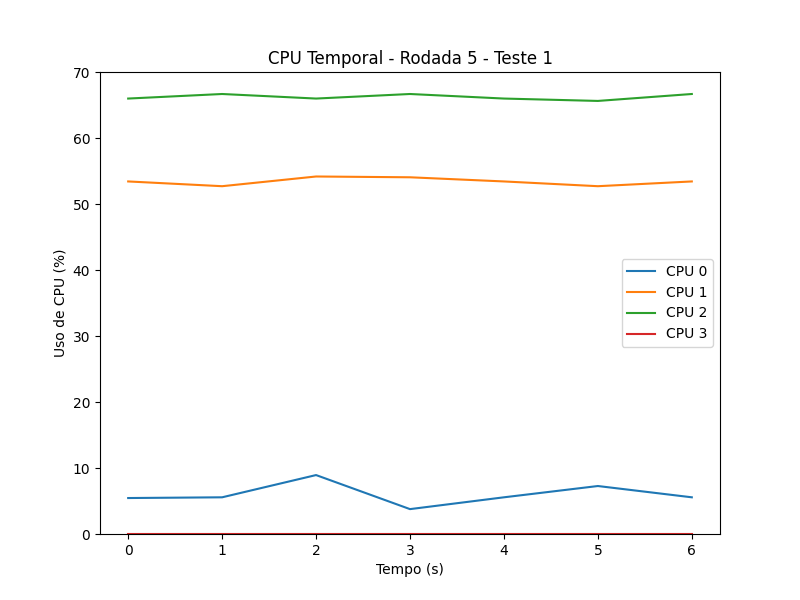 CPU Temporal - Rodada 5 - Teste 1
70
60
50
40
30
20
10
0
Uso de CPU (%)
CPU 0
CPU 1
CPU 2
CPU 3
0 1 2 3 4 5 6
Tempo (s)